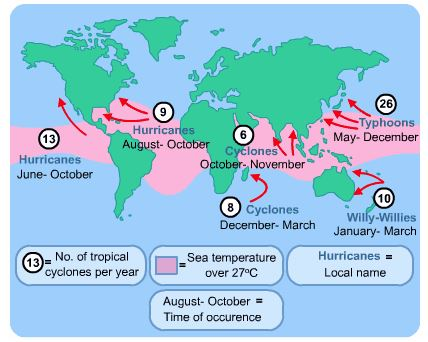 26
Typhoons
May- December
9
Hurricanes
August- October
13
Hurricanes
June- October
6
Cyclones
October- November
8
Cyclones
December- March
10
Willy-Willies
January- March
13 = No. of tropical
cyclones per year
= Sea temperature
over 27ºC
Hurricanes =
Local name
August- October =
Time of occurence